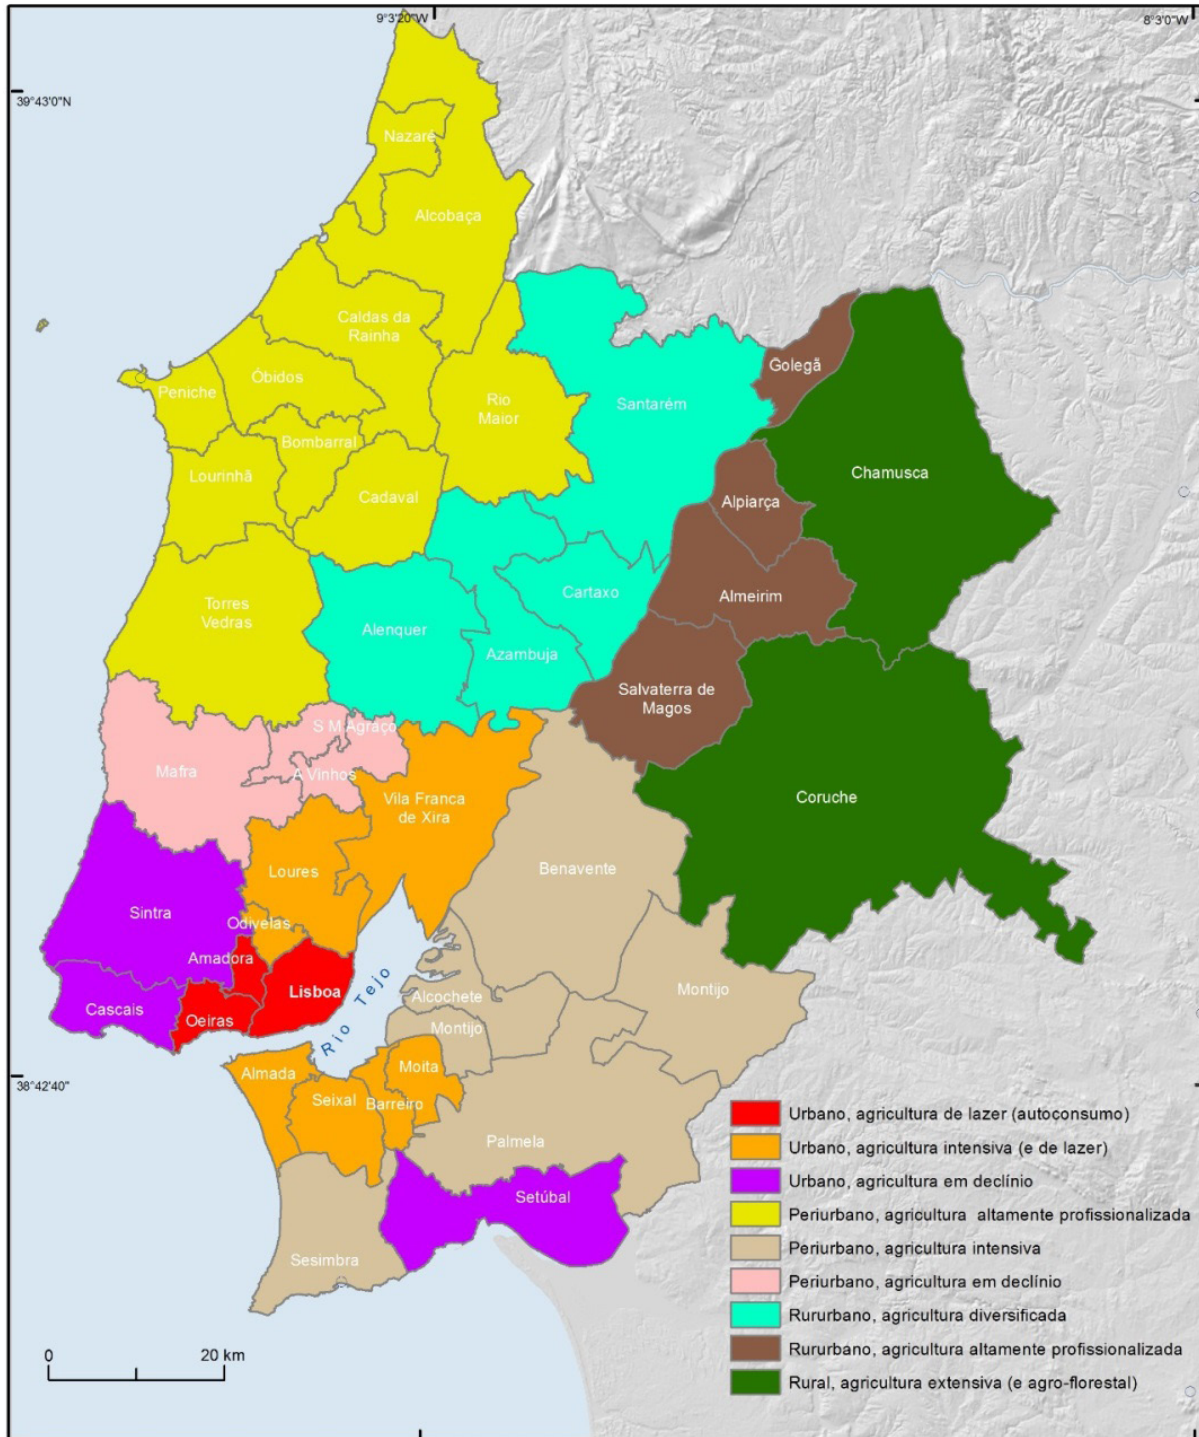 9°3'20"W
8°3'0"W
39°43'0"N
Nazaré
Alcobaça
Caldas da
Rainha
Óbidos
Peniche
Rio
Maior
Golegã
Santarém
Bombarral
Lourinhã
Cadaval
Chamusca
Alpiarça
Cartaxo
Almeirim
Torres
Vedras
Alenquer
Azambuja
Salvaterra de
Magos
S M Agraço
Mafra
A Vinhos
Vila Franca
de Xira
Coruche
Loures
Benavente
Sintra
Odivelas
Amadora
Lisboa
Rio Tejo
Alcochete
Montijo
Cascais
Oeiras
Montijo
Almada
Moita
Seixal
Barreiro
38°42'40"
Palmela
Setúbal
Sesimbra
Urbano, agricultura de lazer (autoconsumo)
Urbano, agricultura intensiva (e de lazer)
Urbano, agricultura em declínio
Periurbano, agricultura altamente profissionalizada
Periurbano, agricultura intensiva
Periurbano, agricultura em declínio
Rururbano, agricultura diversificada
Rururbano, agricultura altamente profissionalizada
Rural, agricultura extensiva (e agro-florestal)
0 20 km